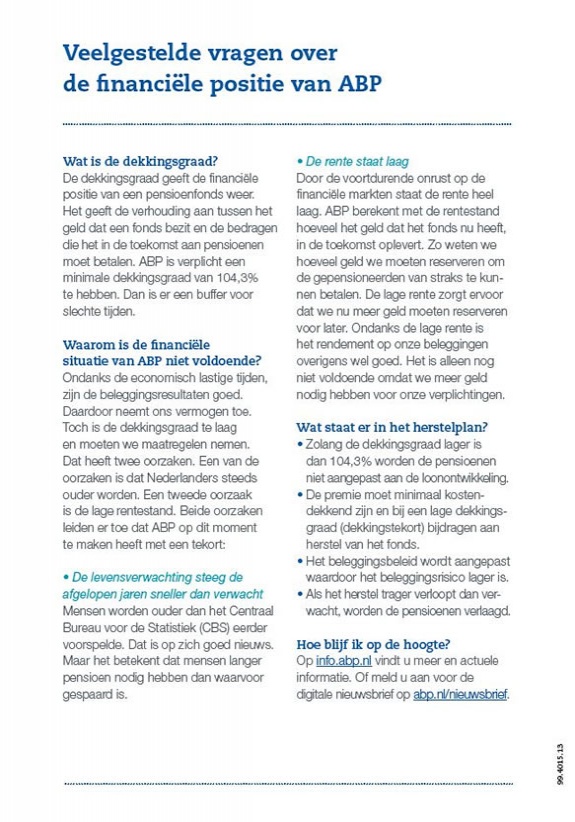 Veelgestelde vragen over
de financiële positie van ABP
Wat is de dekkingsgraad?
De dekkingsgraad geeft de financiële
positie van een pensioenfonds weer.
Het geeft de verhouding aan tussen het
geld dat een fonds bezit en de bedragen
die het in de toekomst aan pensioenen
moet betalen. ABP is verplicht een
minimale dekkingsgraad van 104,3%
te hebben. Dan is er een buffer voor
slechte tijden.
Waarom is de financiële
situatie van ABP niet voldoende?
Ondanks de economisch lastige tijden,
zijn de beleggingsresultaten goed.
Daardoor neemt ons vermogen toe.
Toch is de dekkingsgraad te laag
en moeten we maatregelen nemen.
Dat heeft twee oorzaken. Een van de
oorzaken is dat Nederlanders steeds
ouder worden. Een tweede oorzaak
is de lage rentestand. Beide oorzaken
leiden er toe dat ABP op dit moment
te maken heeft met een tekort:
• De levensverwachting steeg de
afgelopen jaren sneller dan verwacht
Mensen worden ouder dan het Centraal
Bureau voor de Statistiek (CBS) eerder
voorspelde. Dat is op zich goed nieuws.
Maar het betekent dat mensen langer
pensioen nodig hebben dan waarvoor
gespaard is.
• De rente staat laag
Door de voortdurende onrust op de
financiële markten staat de rente heel
laag. ABP berekent met de rentestand
hoeveel het geld dat het fonds nu heeft,
in de toekomst oplevert. Zo weten we
hoeveel geld we moeten reserveren om
de gepensioneerden van straks te kun-
nen betalen. De lage rente zorgt ervoor
dat we nu meer geld moeten reserveren
voor later. Ondanks de lage rente is
het rendement op onze beleggingen
overigens wel goed. Het is alleen nog
niet voldoende omdat we meer geld
nodig hebben voor onze verplichtingen.
Wat staat er in het herstelplan?
• Zolang de dekkingsgraad lager is
dan 104,3% worden de pensioenen
niet aangepast aan de loonontwikkeling.
• De premie moet minimaal kosten-
dekkend zijn en bij een lage dekkings-
graad (dekkingstekort) bijdragen aan
herstel van het fonds.
• Het beleggingsbeleid wordt aangepast
waardoor het beleggingsrisico lager is.
• Als het herstel trager verloopt dan ver-
wacht, worden de pensioenen verlaagd.
Hoe blijf ik op de hoogte?
Op info.abp.nl vindt u meer en actuele
informatie. Of meld u aan voor de
digitale nieuwsbrief op abp.nl/nieuwsbrief.
99.4015.13